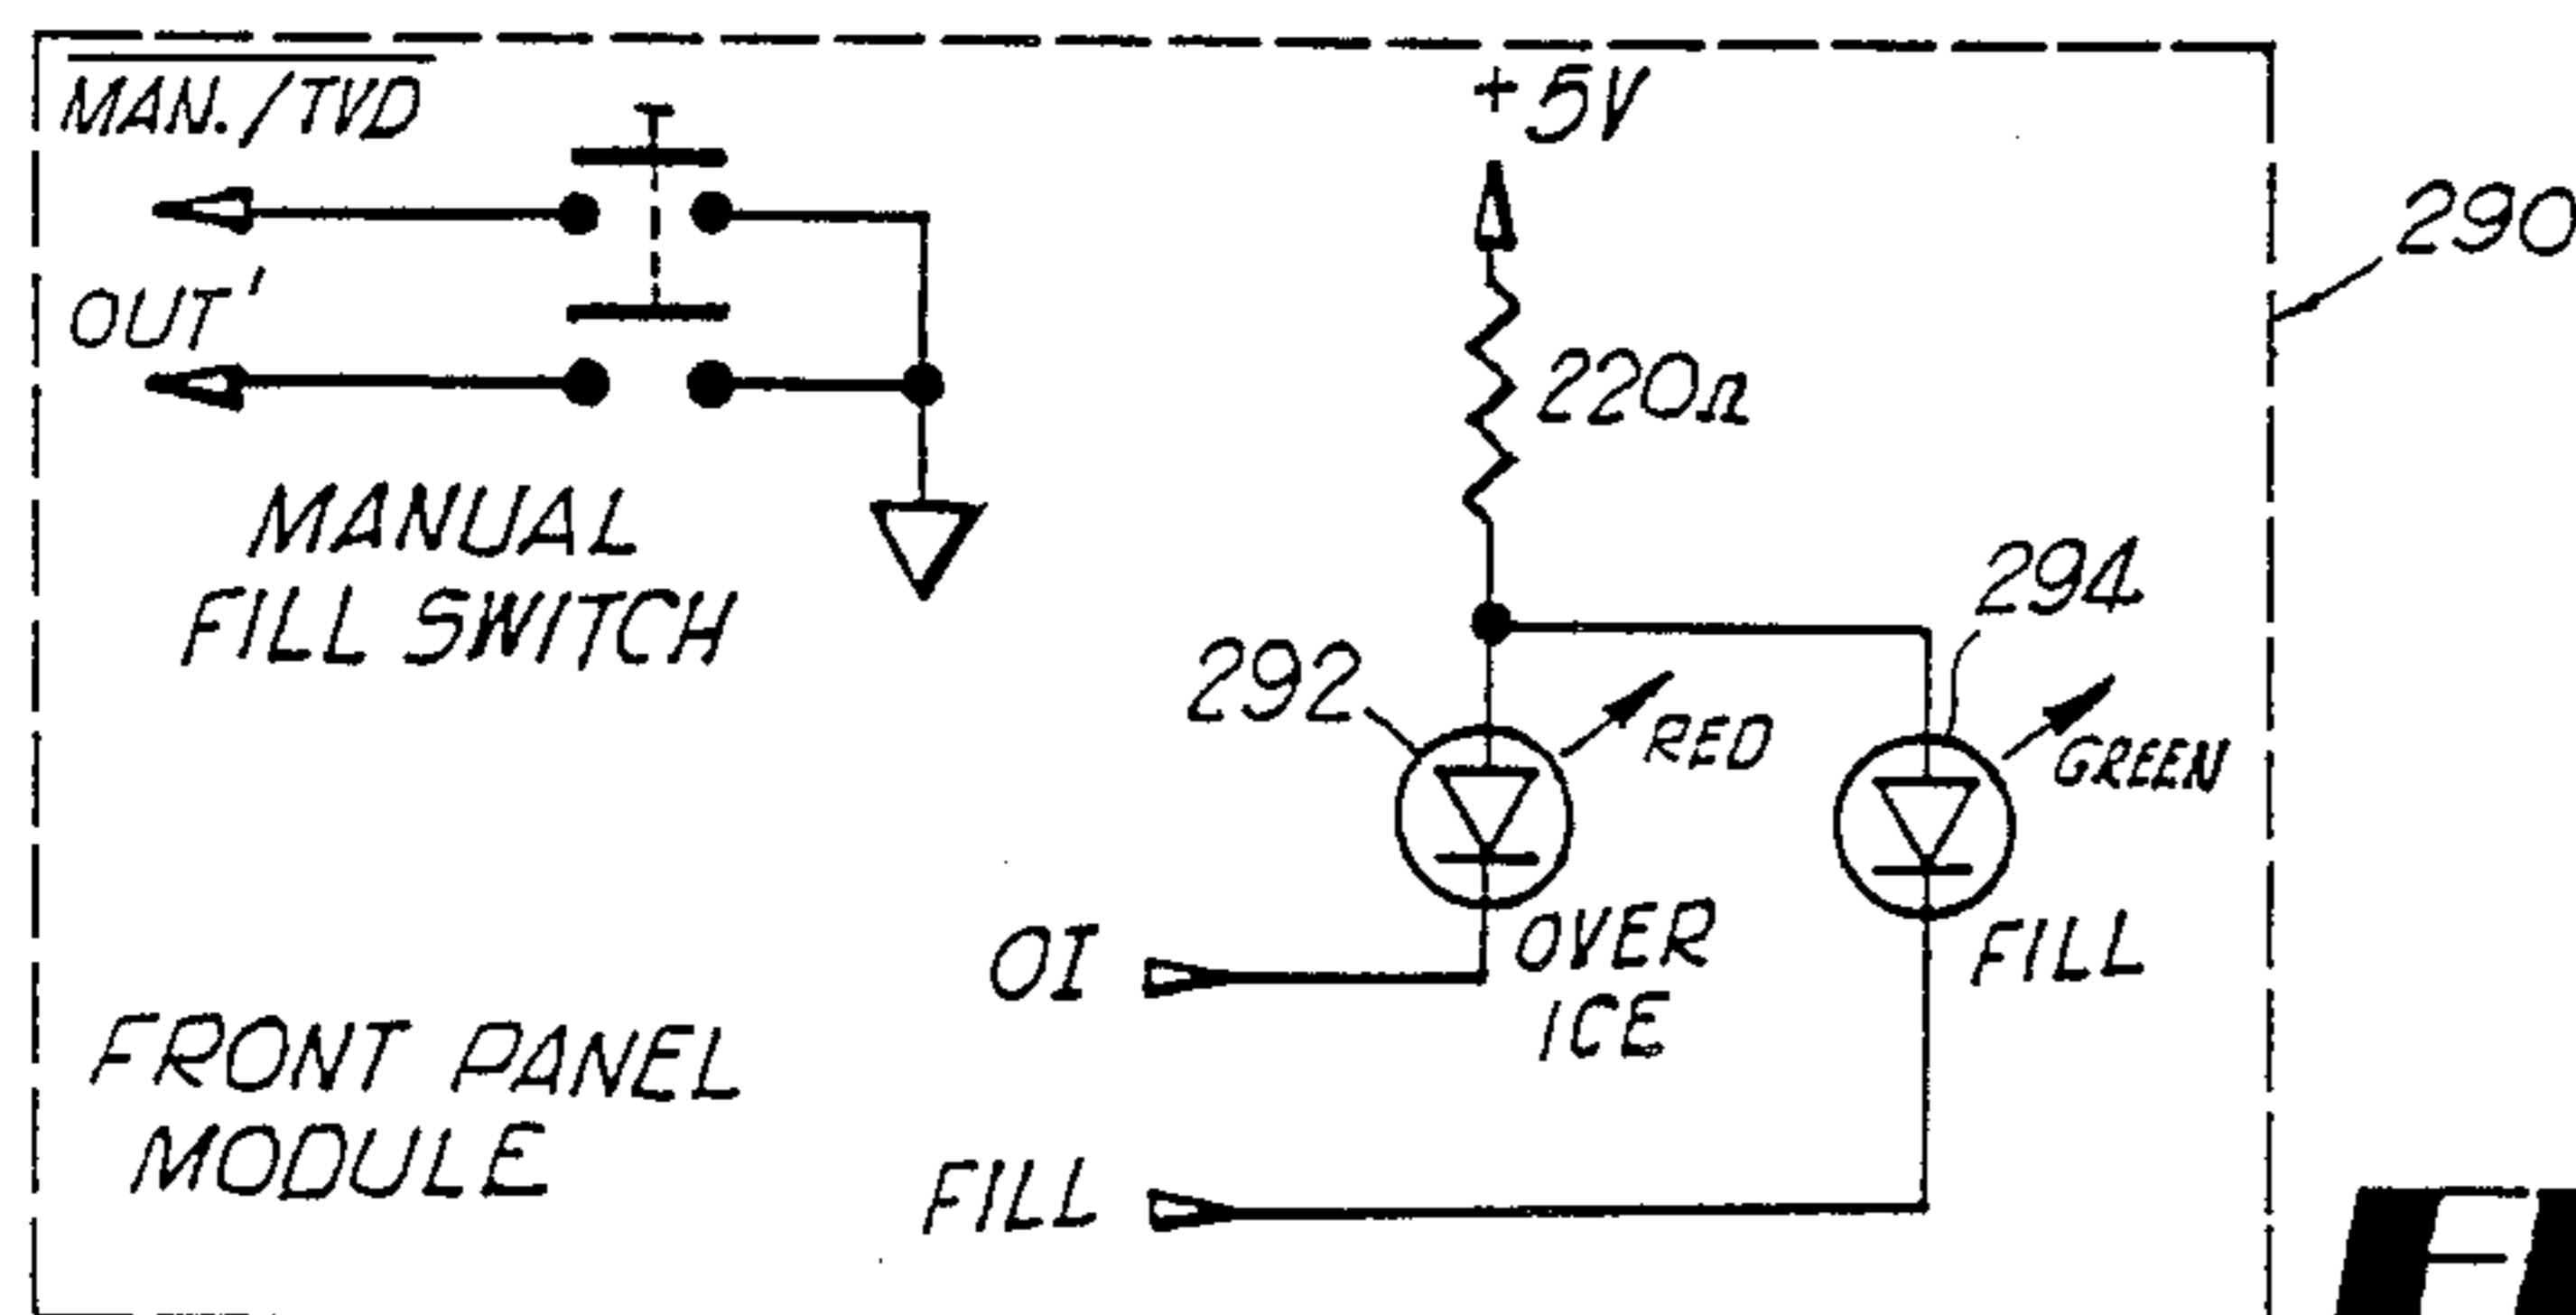 MAN./TVD
+5V
290
OUT'
220Ω
MANUAL
FILL SWITCH
294
292
RED
GREEN
OI
OVER
ICE
FILL
FRONT PANEL
MODULE
FILL